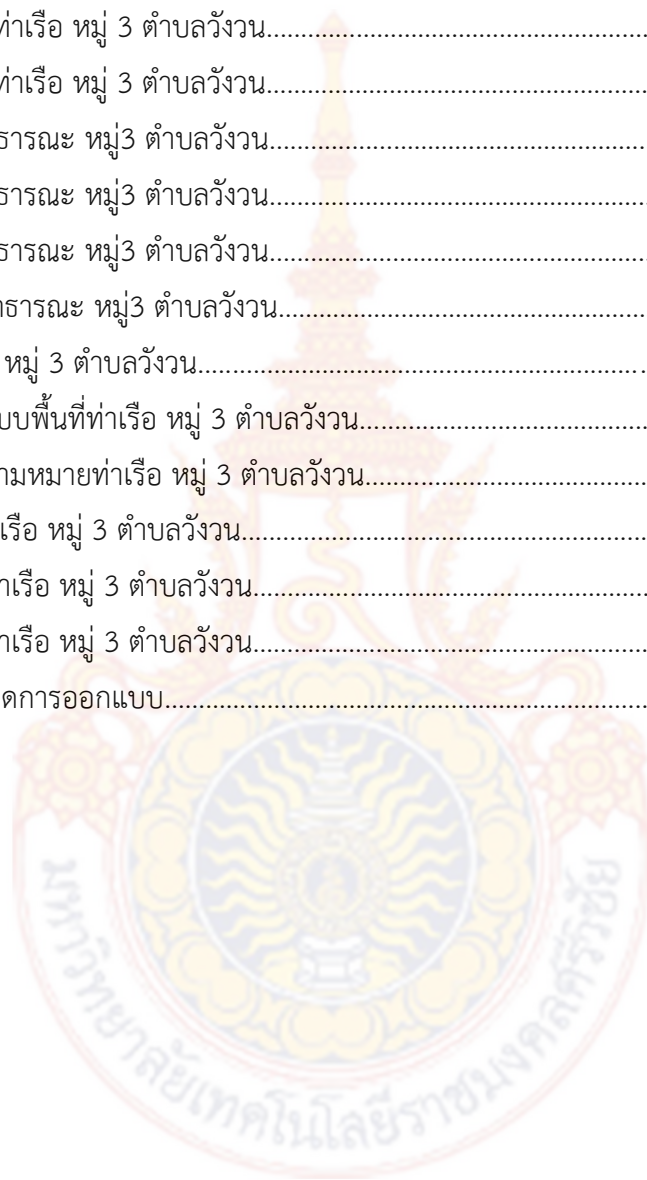 ท่าเรือ หมู่ 3 ตำบลวังวน........................................................
ท่าเรือ หมู่ 3 ตำบลวังวน........................................................
ธารณะ หมู่3 ตำบลวังวน........................................................
ธารณะ หมู่3 ตำบลวังวน........................................................
ธารณะ หมู่3 ตำบลวังวน........................................................
าธารณะ หมู่3 ตำบลวังวน......................................................
หมู่ 3 ตำบลวังวน..................................................................
บบพื้นที่ท่าเรือ หมู่ 3 ตำบลวังวน..........................................
ามหมายท่าเรือ หมู่ 3 ตำบลวังวน..........................................
เรือ หมู่ 3 ตำบลวังวน............................................................
าเรือ หมู่ 3 ตำบลวังวน..........................................................
าเรือ หมู่ 3 ตำบลวังวน..........................................................
ดการออกแบบ.......................................................................
มหาวิทยาลัยเทคโนโลยีราชมงคลศรีวิชัย